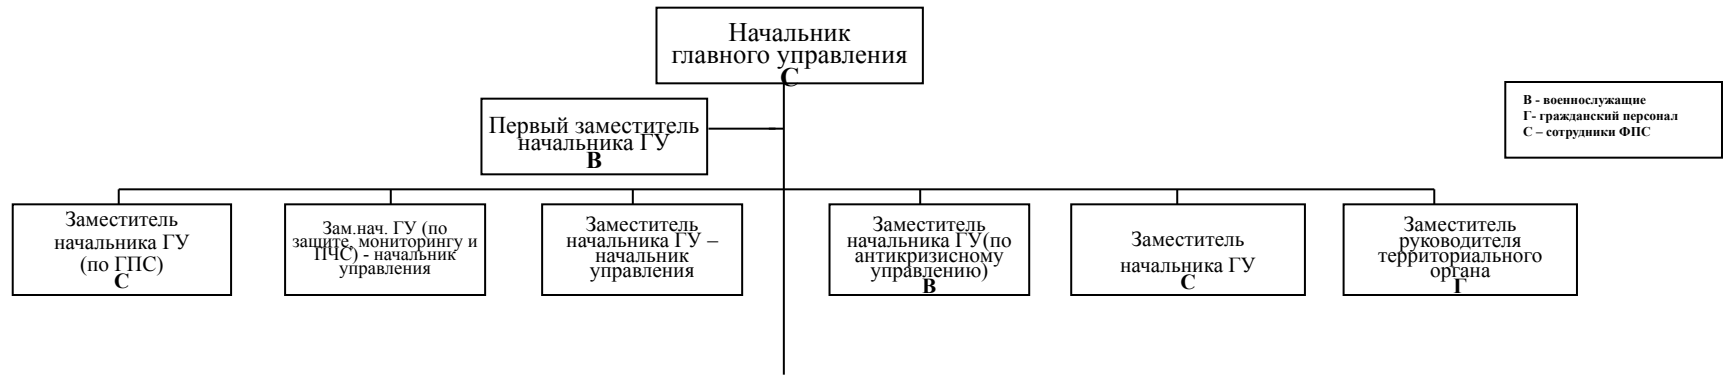 Начальник
главного управления
С
Первый заместитель
начальника ГУ
В
В - военнослужащие
Г- гражданский персонал
С – сотрудники ФПС
Заместитель
начальника ГУ
(по ГПС)
С
Зам.нач. ГУ (по
защите, мониторингу и
ПЧС) - начальник
управления
Заместитель
начальника ГУ –
начальник
управления
Заместитель
начальника ГУ(по
антикризисному
управлению)
В
Заместитель
начальника ГУ
С
Заместитель
руководителя
территориального
органа
Г